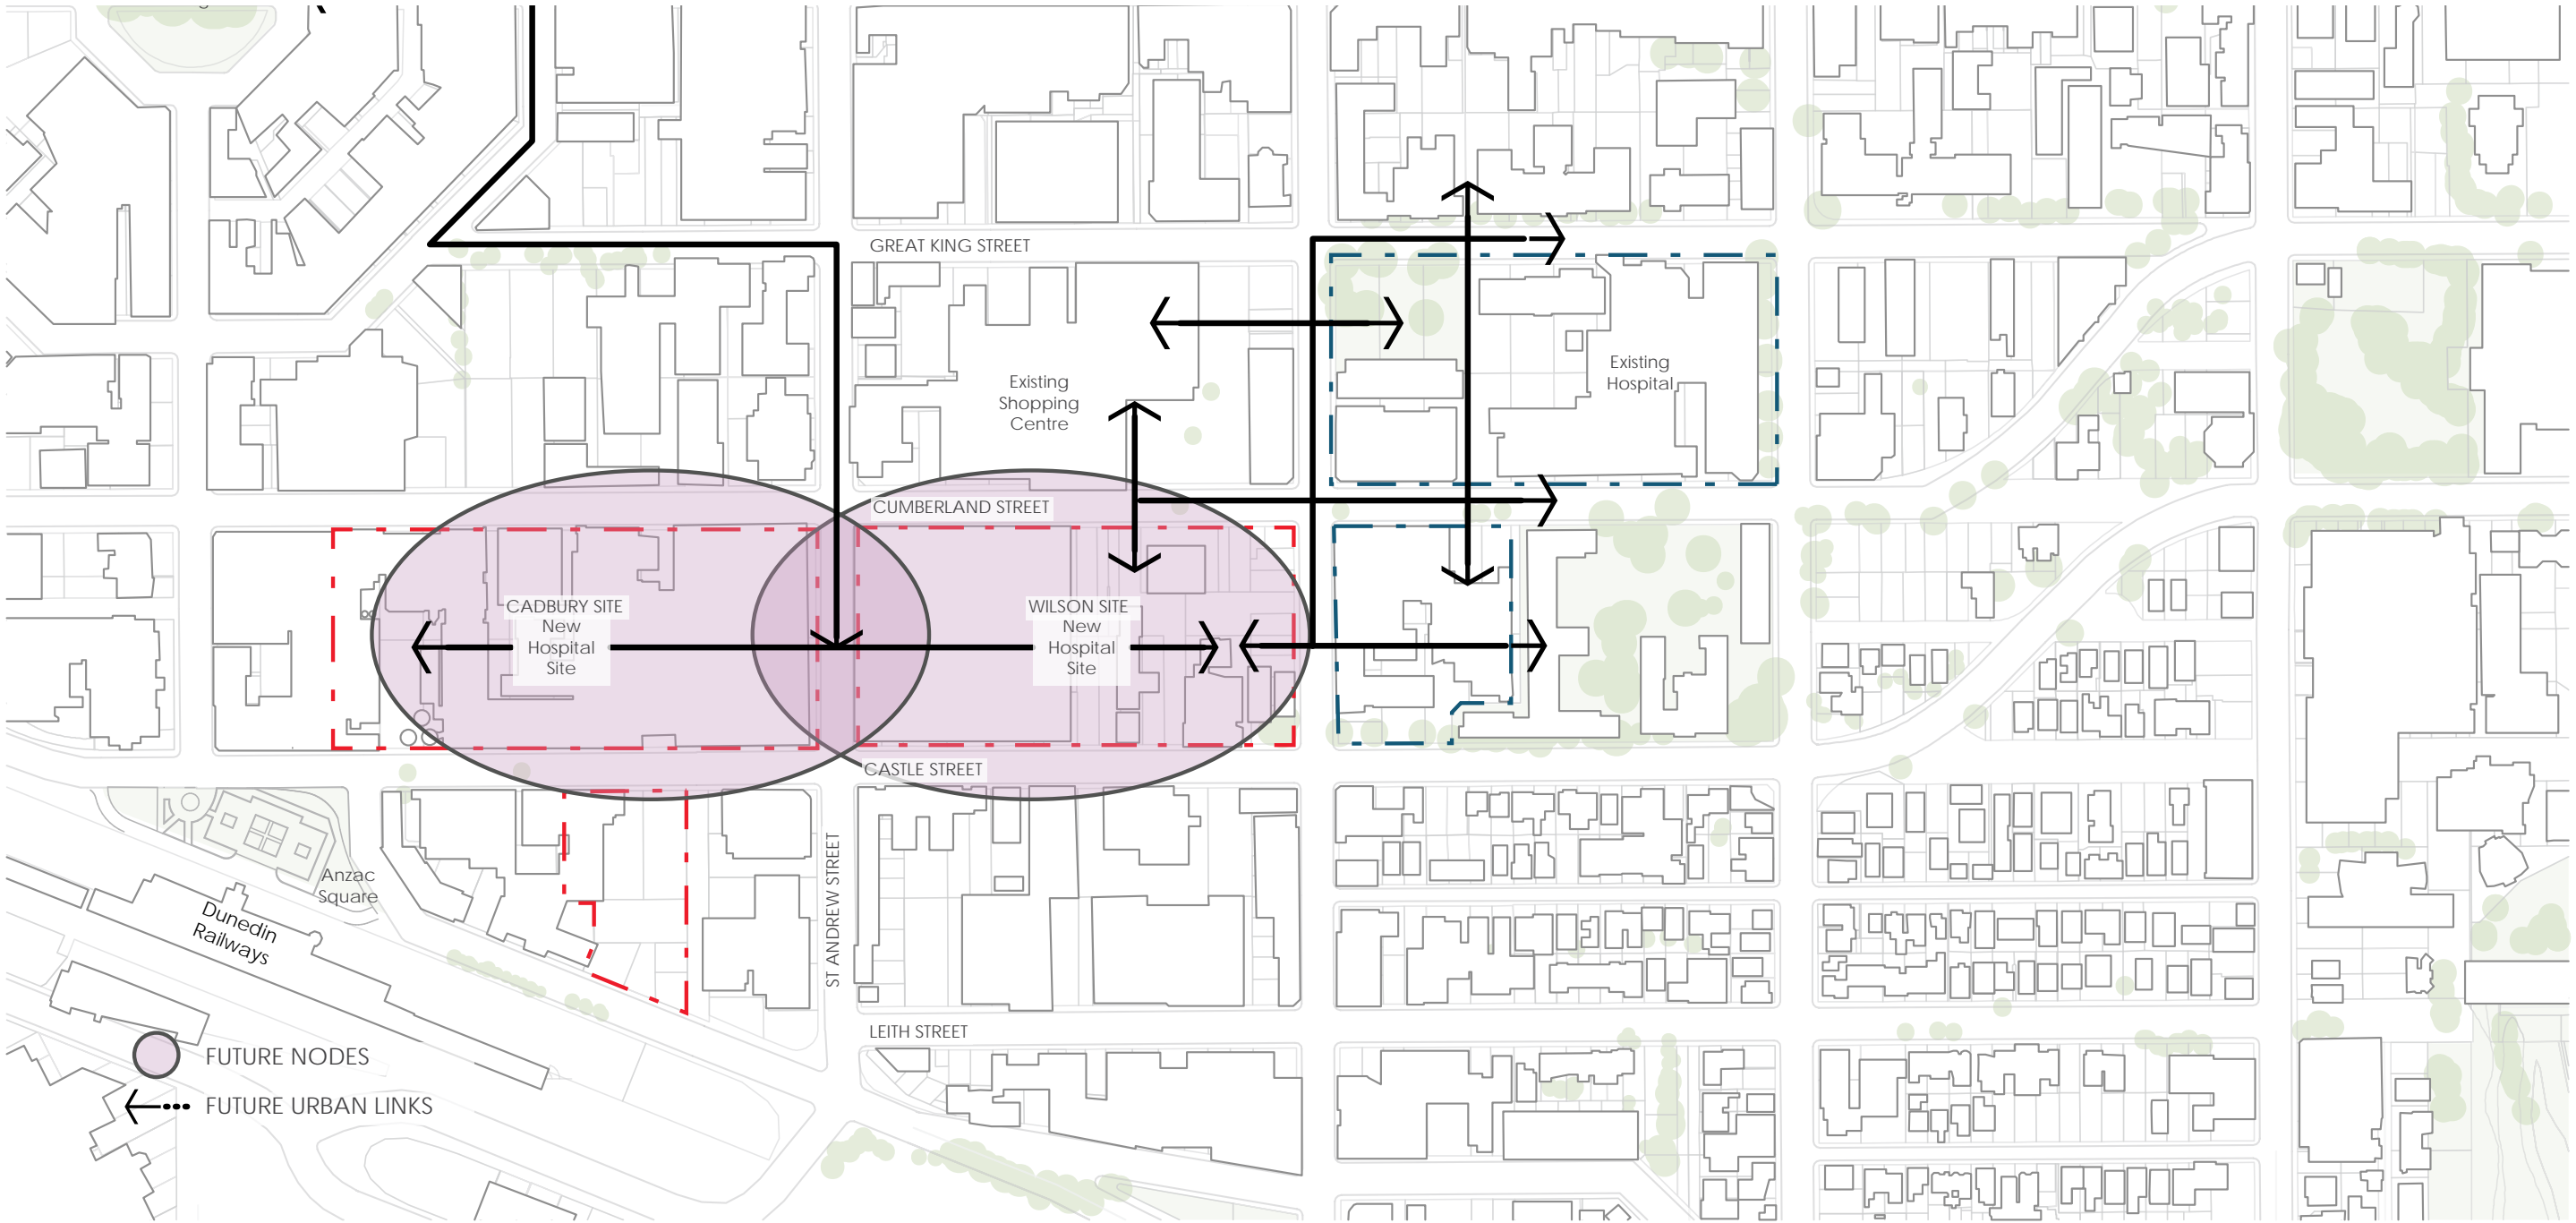 GREAT KING STREET
Existing
Shopping
Centre
Existing
Hospital
CUMBERLAND STREET
CADBURY SITE
New
Hospital
Site
WILSON SITE
New
Hospital
Site
CASTLE STREET
ST ANDREW STREET
Anzac
Square
Dunedin
Railways
LEITH STREET
FUTURE NODES
FUTURE URBAN LINKS